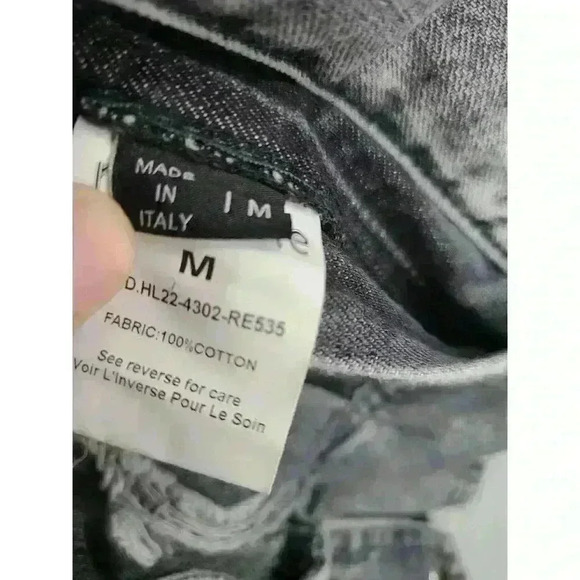 MADE
IN
ITALY
I M
M
D.HL22-4302-RE535
FABRIC:100%COTTON
See reverse for care
Voir L'Inverse Pour Le Soin